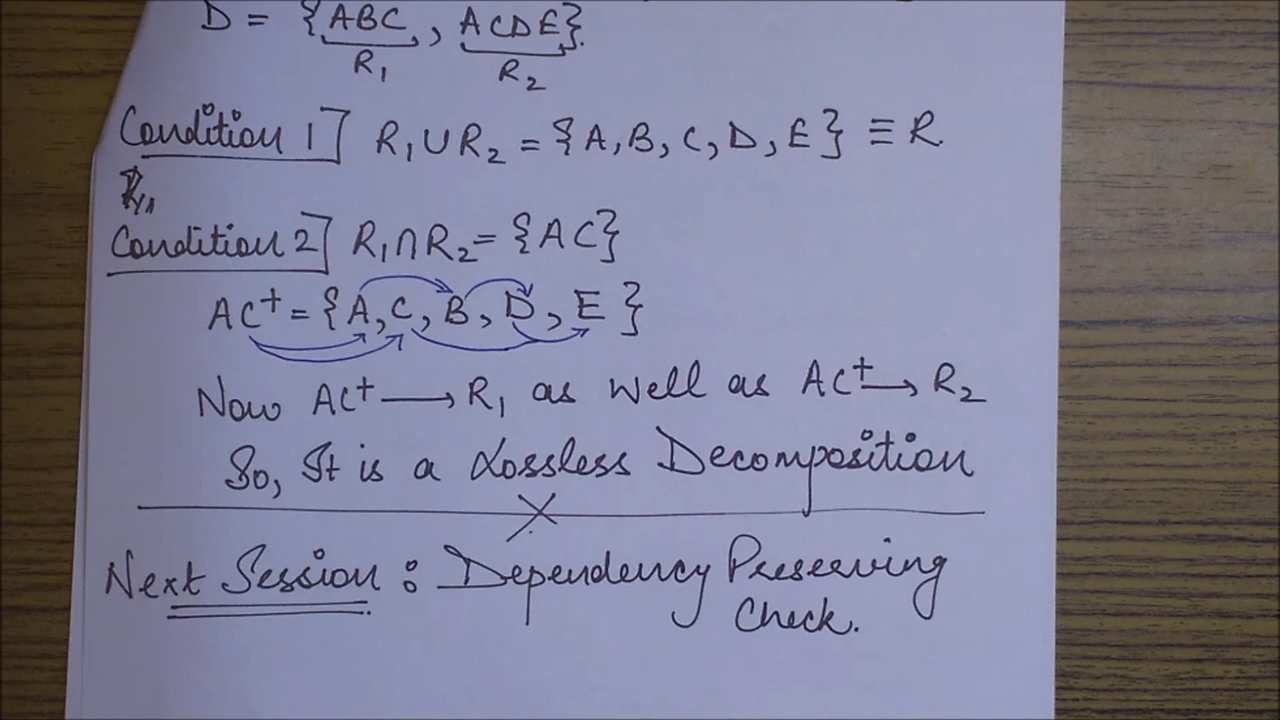 D = {ABC, ACDE}.
R₁ R₂
Condition 1] R₁∪R₂ = {A, B, C, D, E} ≡ R.
Condition 2] R₁∩R₂ = {AC}
AC⁺ = {A, C, B, D, E }
Now AC⁺ → R₁ as well as AC⁺ → R₂
So, It is a Lossless Decomposition
Next Session : Dependency Preserving
Check.